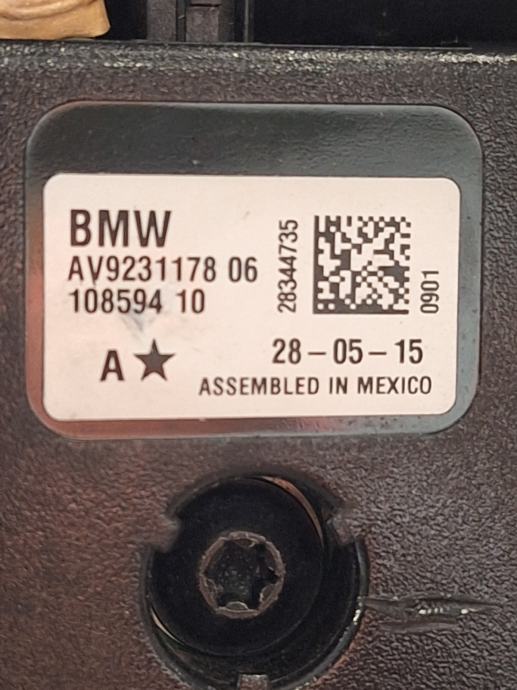 BMW
AV9231178 06
108594 10
28344735
0901
A★
28-05-15
ASSEMBLED IN MEXICO